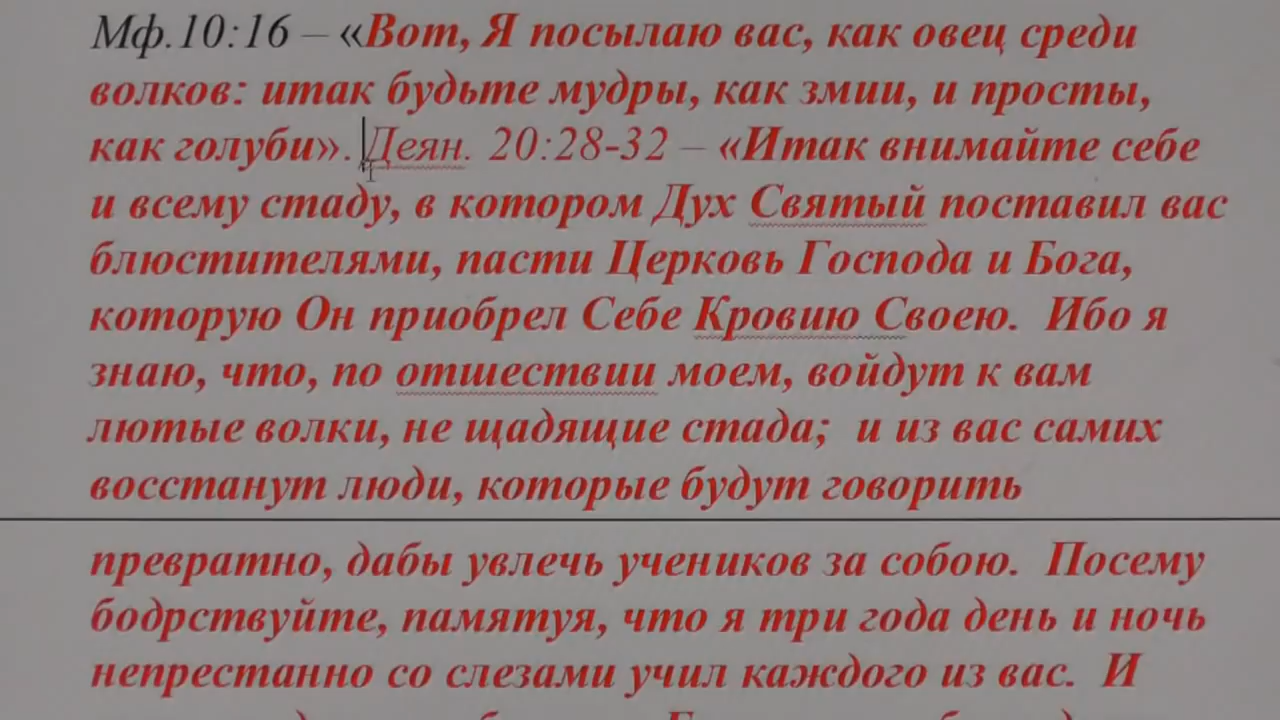 Мф.10:16 – «Вот, Я посылаю вас, как овец среди
волков: итак будьте мудры, как змии, и просты,
как голуби». Деян. 20:28-32 – «Итак внимайте себе
и всему стаду, в котором Дух Святый поставил вас
блюстителями, пасти Церковь Господа и Бога,
которую Он приобрел Себе Кровию Своею.  Ибо я
знаю, что, по отшествии моем, войдут к вам
лютые волки, не щадящие стада;  и из вас самих
восстанут люди, которые будут говорить
превратно, дабы увлечь учеников за собою.  Посему
бодрствуйте, памятуя, что я три года день и ночь
непрестанно со слезами учил каждого из вас.  И